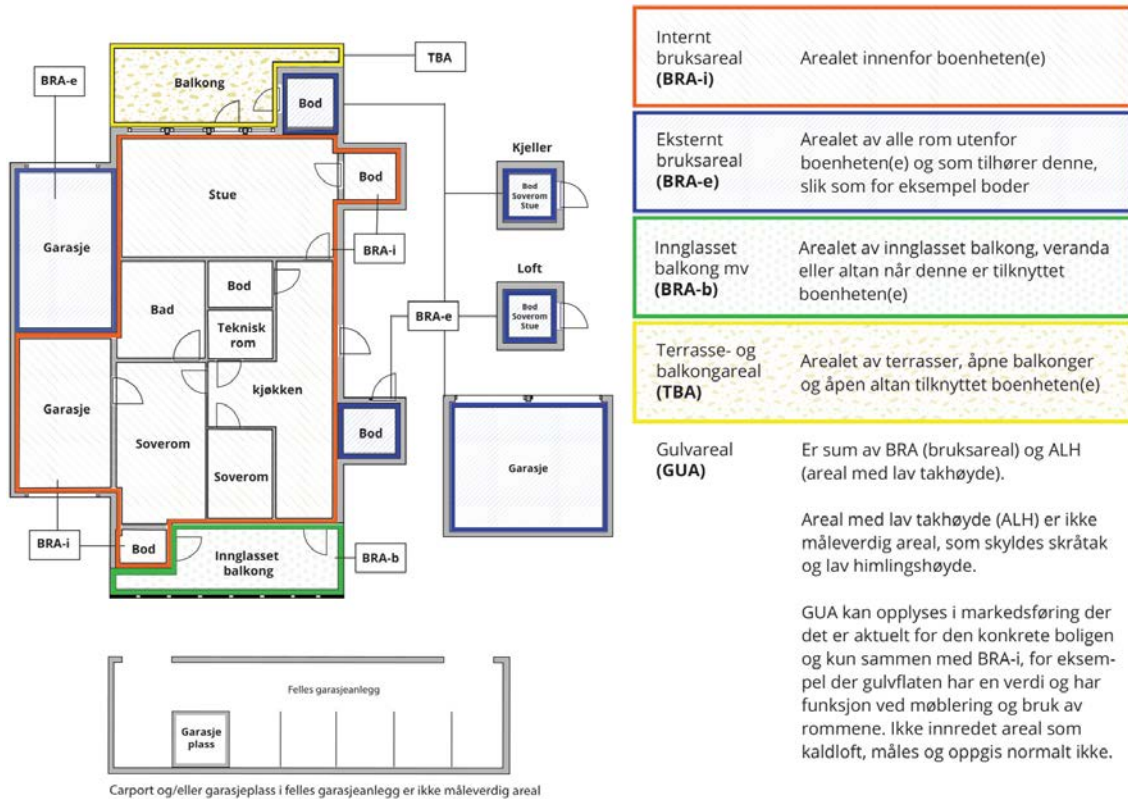 TBA
BRA-e
Balkong
Bod
Kjeller
Bod
Soverom
Stue
Stue
Bod
BRA-i
Garasje
Loft
Bod
Soverom
Stue
Bad
Bod
Teknisk
rom
BRA-e
kjøkken
Garasje
Soverom
Bod
Soverom
Garasje
BRA-i
Bod
Innglasset
balkong
BRA-b
Felles garasjeanlegg
Garasje
plass
Carport og/eller garasjeplass i felles garasjeanlegg er ikke måleverdig areal
Internt
bruksareal
(BRA-i)
Arealet innenfor boenheten(e)
Eksternt
bruksareal
(BRA-e)
Arealet av alle rom utenfor
boenheten(e) og som tilhører denne,
slik som for eksempel boder
Innglasset
balkong mv
(BRA-b)
Arealet av innglasset balkong, veranda
eller altan når denne er tilknyttet
boenheten(e)
Terrasse- og
balkongareal
(TBA)
Arealet av terrasser, åpne balkonger
og åpen altan tilknyttet boenheten(e)
Gulvareal
(GUA)
Er sum av BRA (bruksareal) og ALH
(areal med lav takhøyde).
Areal med lav takhøyde (ALH) er ikke
måleverdig areal, som skyldes skråtak
og lav himlingshøyde.
GUA kan opplyses i markedsføring der
det er aktuelt for den konkrete boligen
og kun sammen med BRA-i, for eksem-
pel der gulvflaten har en verdi og har
funksjon ved møblering og bruk av
rommene. Ikke innredet areal som
kaldloft, måles og oppgis normalt ikke.